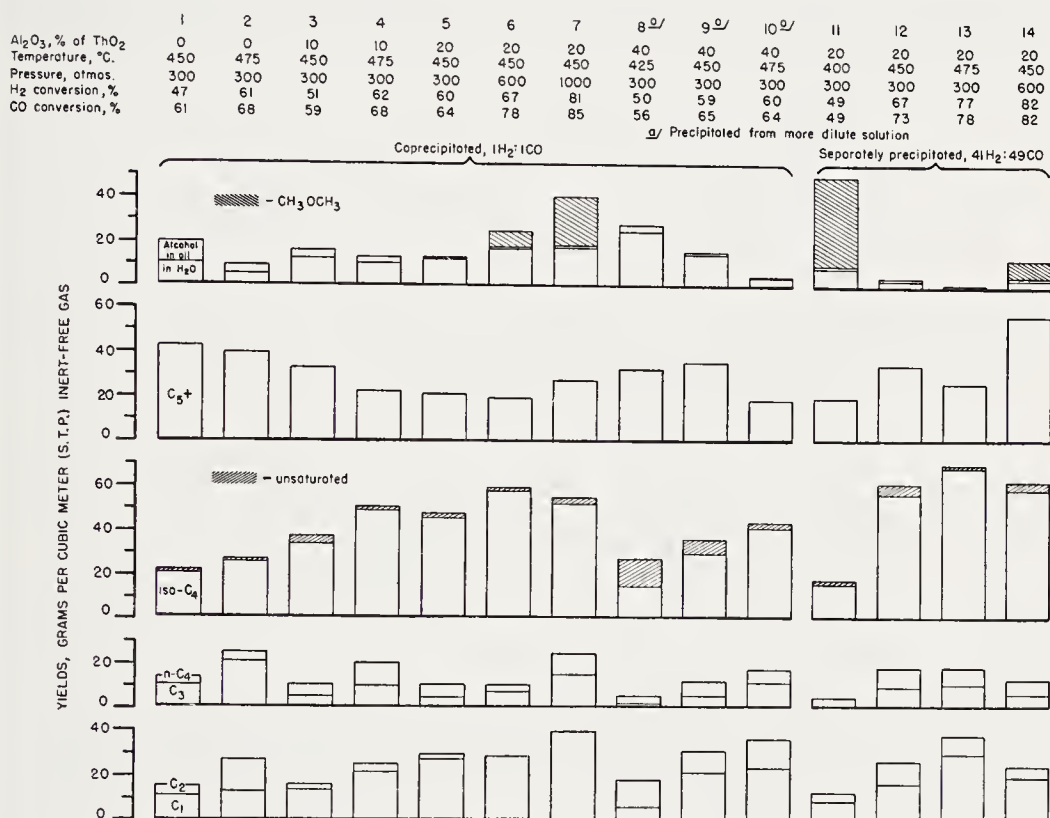 1 2 3 4 5 6 7 8 a/ 9 a/ 10 a/ 11 12 13 14
Al₂O₃, % of ThO₂ 0 0 10 10 20 20 20 40 40 40 20 20 20 20
Temperature, °C. 450 475 450 475 450 450 450 425 450 475 400 450 475 450
Pressure, atmos. 300 300 300 300 300 600 1000 300 300 300 300 300 300 600
H₂ conversion, % 47 61 51 62 60 67 81 50 59 60 49 67 77 82
CO conversion, % 61 68 59 68 64 78 85 56 65 64 49 73 78 82
a/ Precipitated from more dilute solution
Coprecipitated, 1H₂:1CO
Separately precipitated, 41H₂:49CO
YIELDS, GRAMS PER CUBIC METER (S.T.P.) INERT-FREE GAS
40
20
0
- CH₃OCH₃
Alcohol
in oil
in H₂O
60
40
20
0
C₅+
60
40
20
0
- unsaturated
iso-C₄
20
0
n-C₄
C₃
40
20
0
C₂
C₁